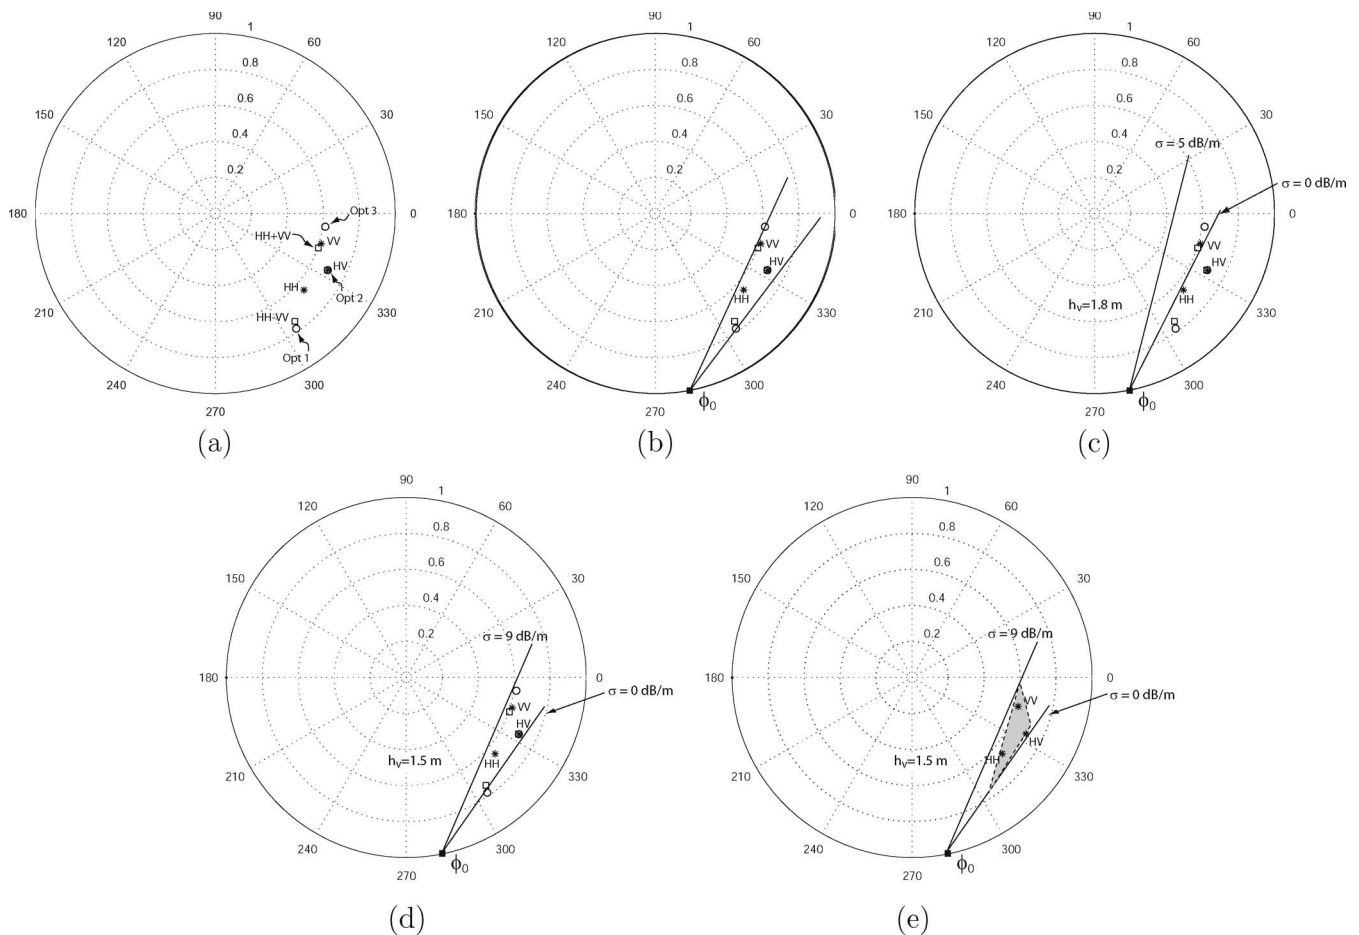 90
120
1
60
0.8
0.6
150
30
0.4
0.2
Opt 3
180
0
HH+VV
VV
HV
HH
Opt 2
210
330
HH-VV
Opt 1
240
300
270
(a)
90
120
1
60
0.8
0.6
150
30
0.4
0.2
180
0
VV
HV
HH
210
330
240
300
ϕ0
270
(b)
90
120
1
60
0.8
0.6
150
30
0.4
σ = 5 dB/m
0.2
σ = 0 dB/m
180
0
VV
HV
HH
hv=1.8 m
210
330
240
300
ϕ0
270
(c)
90
120
1
60
0.8
0.6
150
30
0.4
0.2
σ = 9 dB/m
180
0
σ = 0 dB/m
VV
HV
HH
hv=1.5 m
210
330
240
300
ϕ0
270
(d)
90
120
1
60
0.8
0.6
150
30
0.4
0.2
σ = 9 dB/m
180
0
σ = 0 dB/m
VV
HV
HH
hv=1.5 m
210
330
240
300
ϕ0
270
(e)